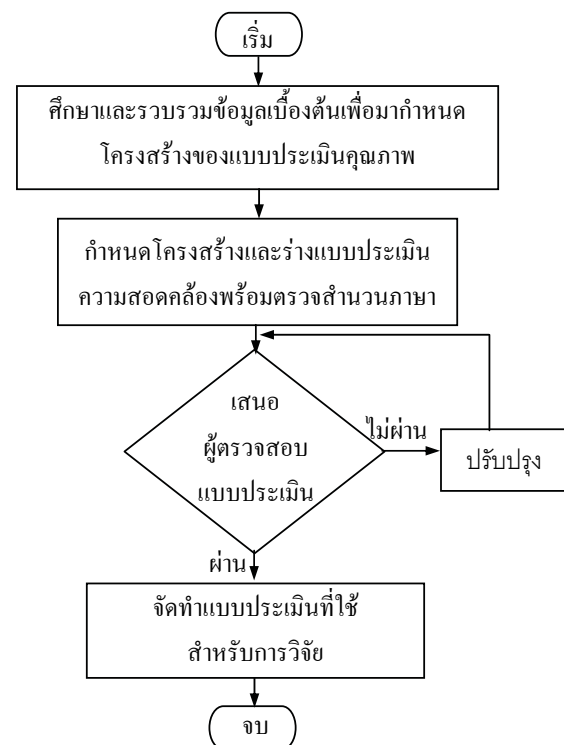 เริ่ม
ศึกษาและรวบรวมข้อมูลเบื้องต้นเพื่อมากำหนด
โครงสร้างของแบบประเมินคุณภาพ
กำหนดโครงสร้างและร่างแบบประเมิน
ความสอดคล้องพร้อมตรวจสำนวนภาษา
เสนอ
ผู้ตรวจสอบ
แบบประเมิน
ไม่ผ่าน
ปรับปรุง
ผ่าน
จัดทำแบบประเมินที่ใช้
สำหรับการวิจัย
จบ